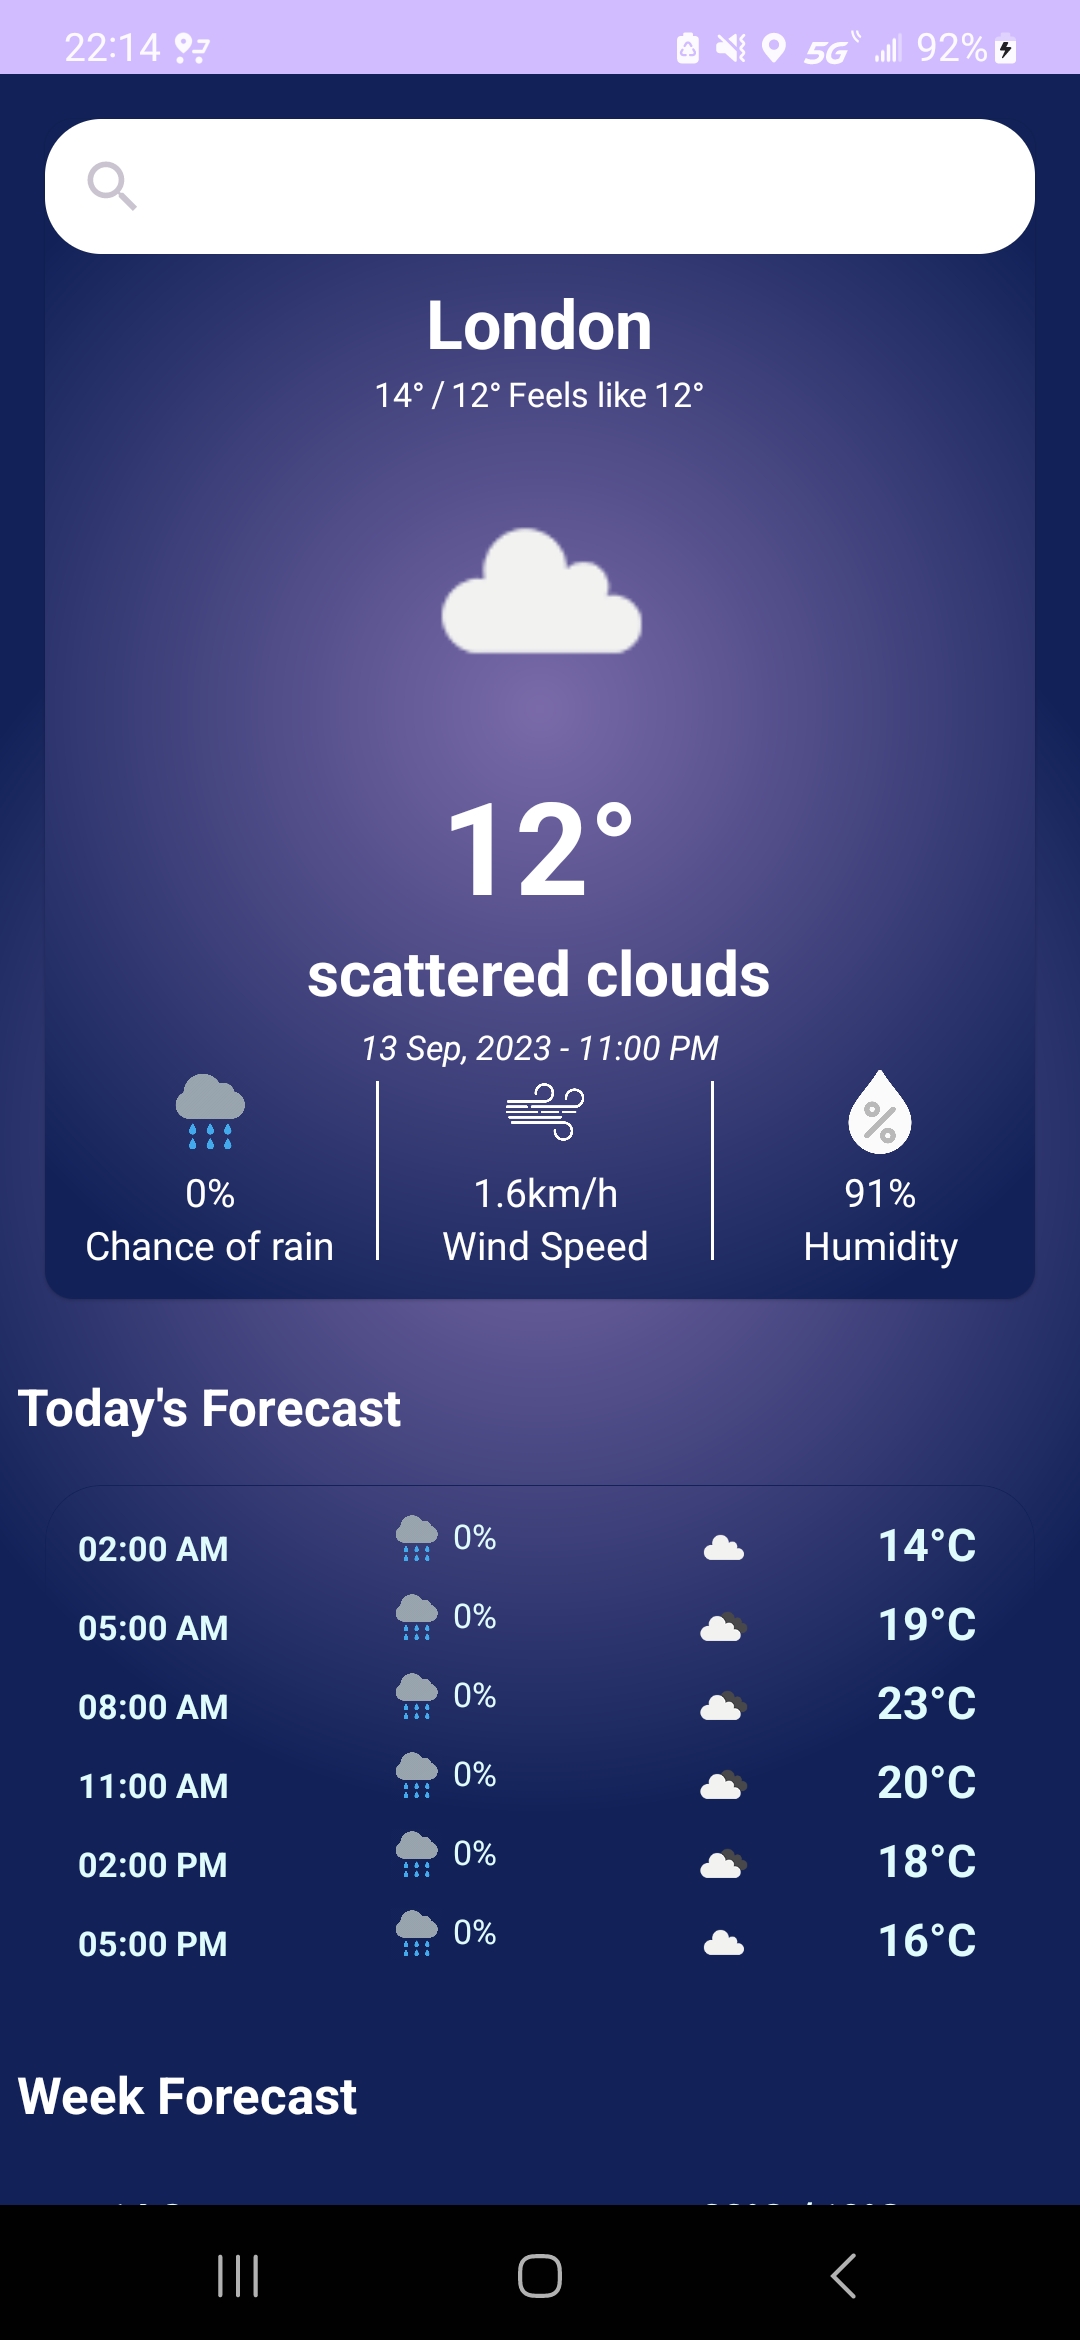 22:14 5G 92%
London
14° / 12° Feels like 12°
12°
scattered clouds
13 Sep, 2023 - 11:00 PM
0% 1.6km/h 91%
Chance of rain Wind Speed Humidity
Today's Forecast
02:00 AM 0% 14°C
05:00 AM 0% 19°C
08:00 AM 0% 23°C
11:00 AM 0% 20°C
02:00 PM 0% 18°C
05:00 PM 0% 16°C
Week Forecast